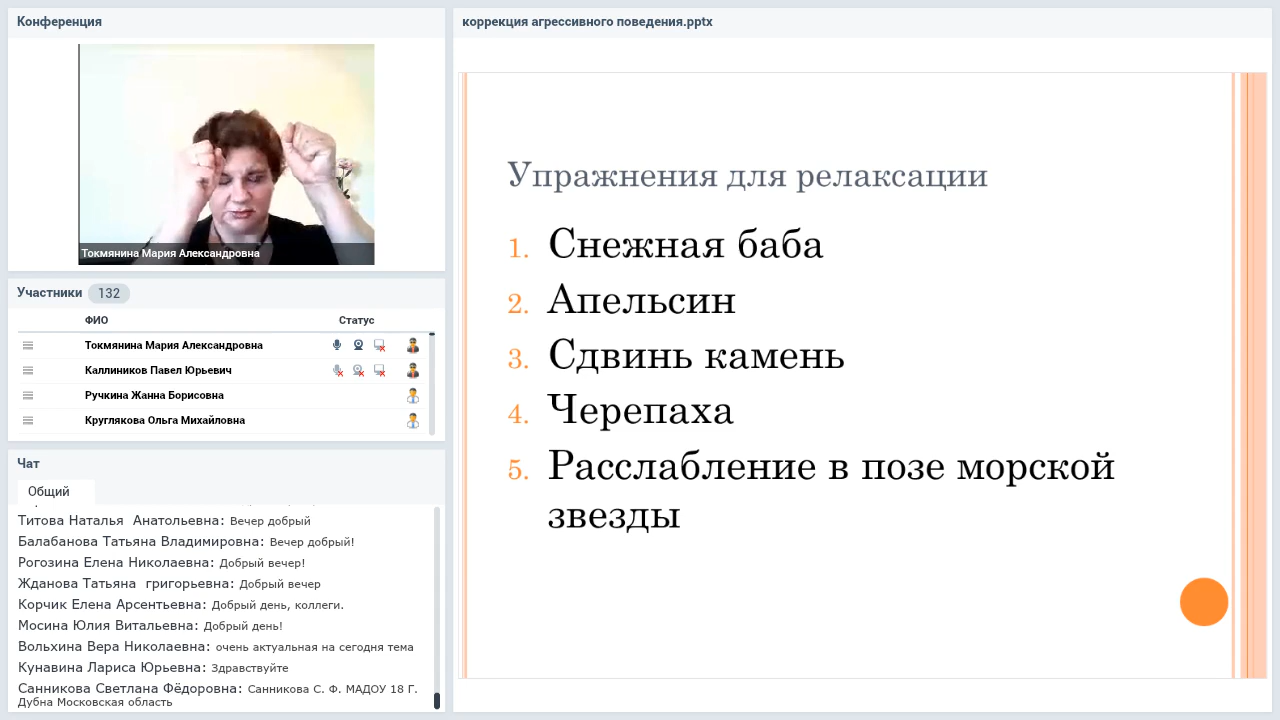 Конференция
Токмянина Мария Александровна
Участники 132
ФИО Статус
Токмянина Мария Александровна
Каллиников Павел Юрьевич
Ручкина Жанна Борисовна
Круглякова Ольга Михайловна
Чат
Общий
Титова Наталья Анатольевна: Вечер добрый
Балабанова Татьяна Владимировна: Вечер добрый!
Рогозина Елена Николаевна: Добрый вечер!
Жданова Татьяна григорьевна: Добрый вечер
Корчик Елена Арсентьевна: Добрый день, коллеги.
Мосина Юлия Витальевна: Добрый день!
Вольхина Вера Николаевна: очень актуальная на сегодня тема
Кунавина Лариса Юрьевна: Здравствуйте
Санникова Светлана Фёдоровна: Санникова С. Ф. МАДОУ 18 Г.
Дубна Московская область
коррекция агрессивного поведения.pptx
Упражнения для релаксации
1. Снежная баба
2. Апельсин
3. Сдвинь камень
4. Черепаха
5. Расслабление в позе морской
звезды